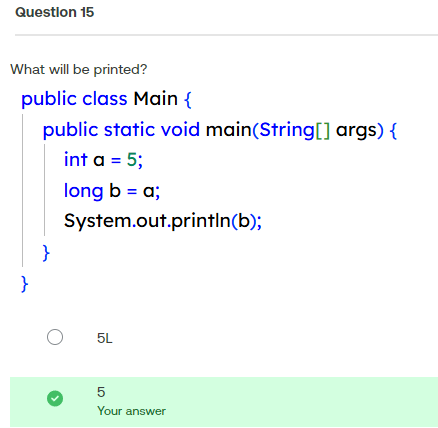 Question 15
What will be printed?
public class Main {
public static void main(String[] args) {
int a = 5;
long b = a;
System.out.println(b);
}
}
5L
5
Your answer